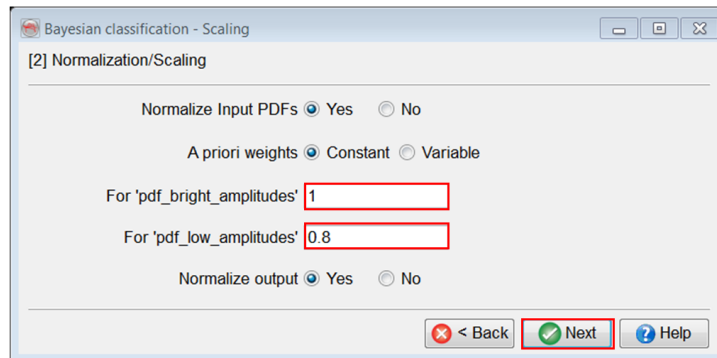 Bayesian classification - Scaling
[2] Normalization/Scaling
Normalize Input PDFs Yes No
A priori weights Constant Variable
For 'pdf_bright_amplitudes' 1
For 'pdf_low_amplitudes' 0.8
Normalize output Yes No
< Back Next Help